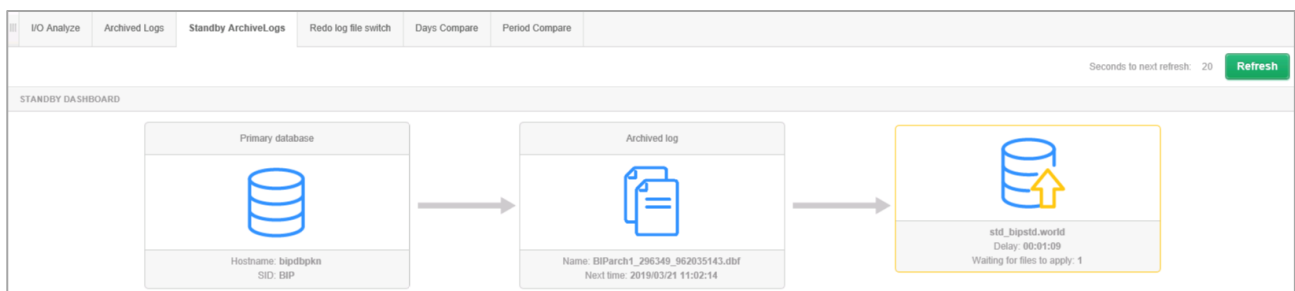 I/O Analyze Archived Logs Standby ArchiveLogs Redo log file switch Days Compare Period Compare
Seconds to next refresh: 20 Refresh
STANDBY DASHBOARD
Primary database
Hostname: bipdbpkn
SID: BIP
Archived log
Name: BIParch1_296349_962035143.dbf
Next time: 2019/03/21 11:02:14
std_bipstd.world
Delay: 00:01:09
Waiting for files to apply: 1